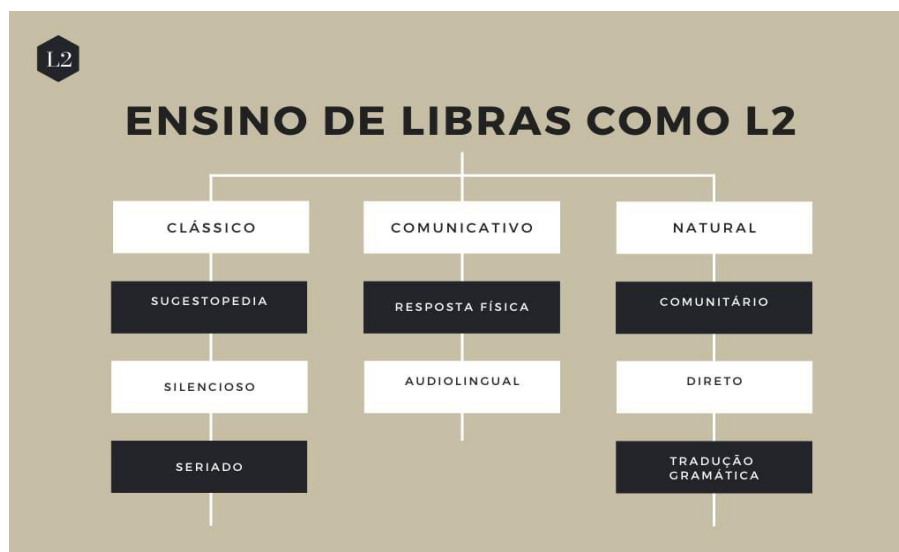 L2
ENSINO DE LIBRAS COMO L2
CLÁSSICO
COMUNICATIVO
NATURAL
SUGESTOPEDIA
RESPOSTA FÍSICA
COMUNITÁRIO
SILENCIOSO
AUDIOLINGUAL
DIRETO
SERIADO
TRADUÇÃO
GRAMÁTICA